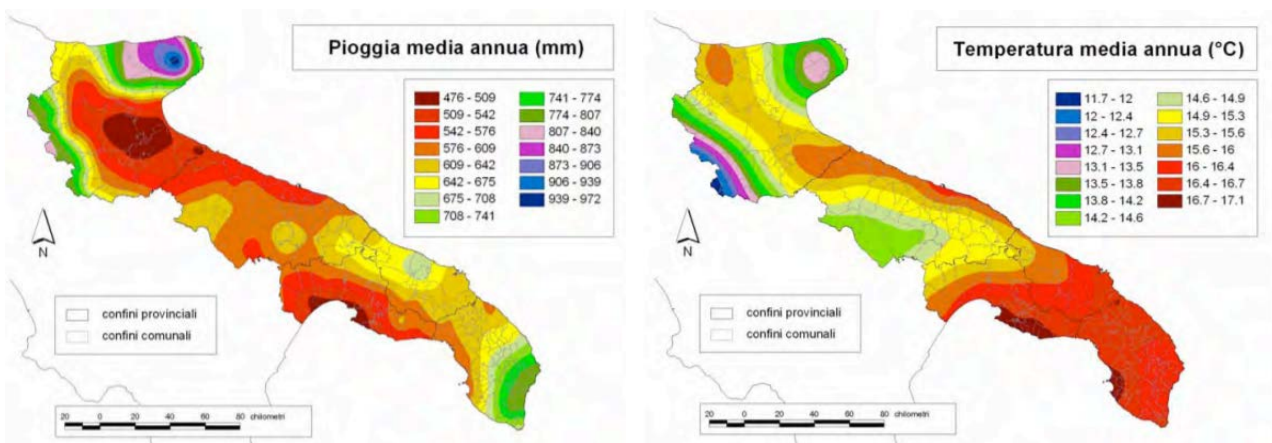 Pioggia media annua (mm)
476 - 509
509 - 542
542 - 576
576 - 609
609 - 642
642 - 675
675 - 708
708 - 741
741 - 774
774 - 807
807 - 840
840 - 873
873 - 906
906 - 939
939 - 972
N
confini provinciali
confini comunali
20 0 20 40 60 80 chilometri
Temperatura media annua (°C)
11.7 - 12
12 - 12.4
12.4 - 12.7
12.7 - 13.1
13.1 - 13.5
13.5 - 13.8
13.8 - 14.2
14.2 - 14.6
14.6 - 14.9
14.9 - 15.3
15.3 - 15.6
15.6 - 16
16 - 16.4
16.4 - 16.7
16.7 - 17.1
N
confini provinciali
confini comunali
20 0 20 40 60 80 chilometri